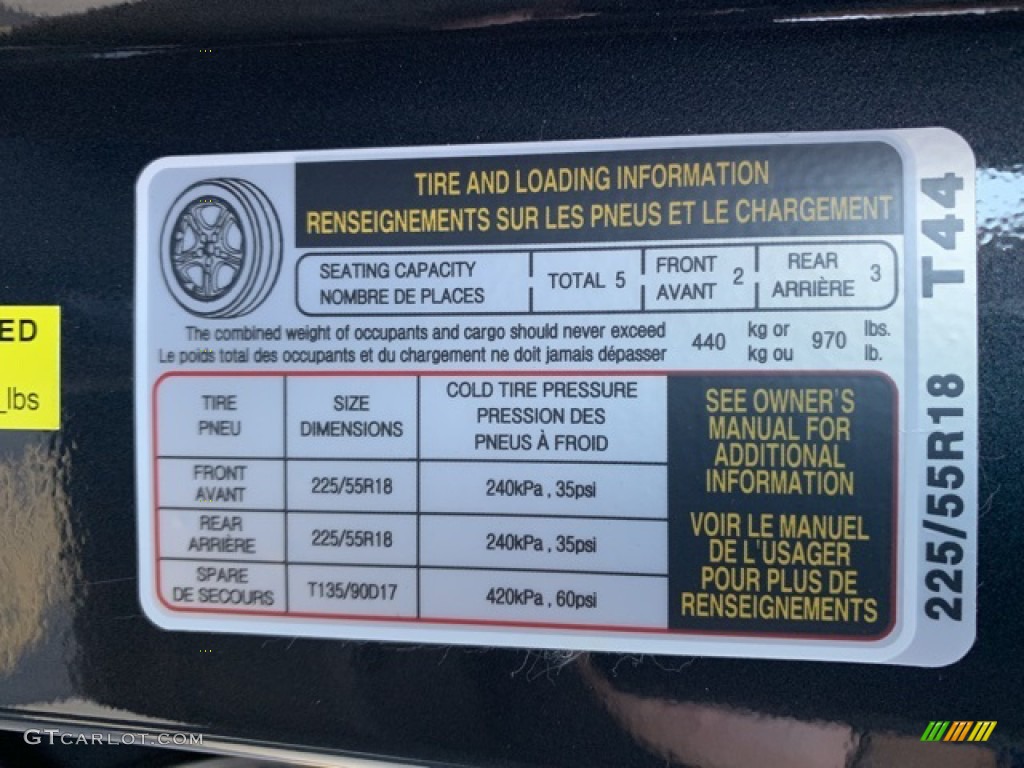 TIRE AND LOADING INFORMATION
RENSEIGNEMENTS SUR LES PNEUS ET LE CHARGEMENT
SEATING CAPACITY
NOMBRE DE PLACES
TOTAL 5
FRONT
AVANT
2
REAR
ARRIÈRE
3
The combined weight of occupants and cargo should never exceed
Le poids total des occupants et du chargement ne doit jamais dépasser
440
kg or
kg ou
970
lbs.
lb.
TIRE
PNEU
SIZE
DIMENSIONS
COLD TIRE PRESSURE
PRESSION DES
PNEUS À FROID
FRONT
AVANT
225/55R18
240kPa , 35psi
REAR
ARRIÈRE
225/55R18
240kPa , 35psi
SPARE
DE SECOURS
T135/90D17
420kPa , 60psi
SEE OWNER'S
MANUAL FOR
ADDITIONAL
INFORMATION
VOIR LE MANUEL
DE L'USAGER
POUR PLUS DE
RENSEIGNEMENTS
225/55R18 T44
ED
_lbs
GTCARLOT.COM